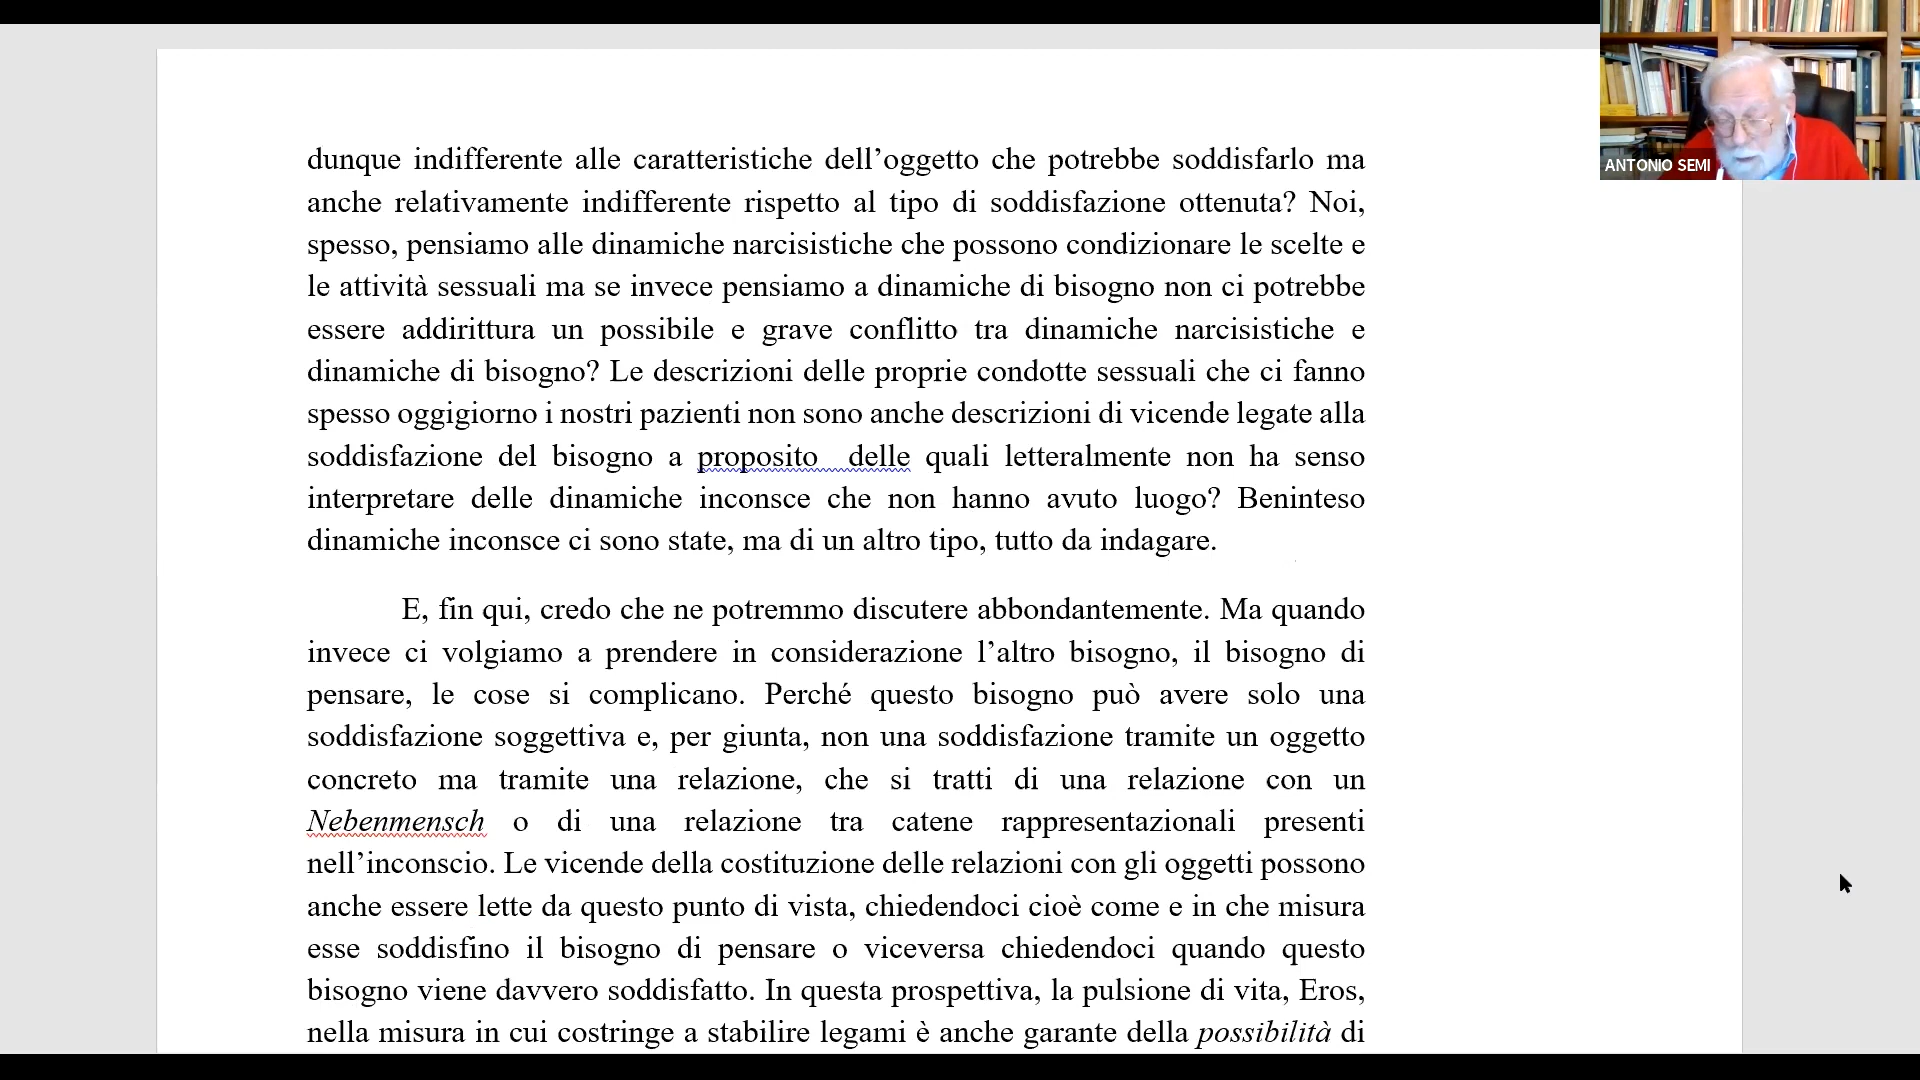 dunque indifferente alle caratteristiche dell’oggetto che potrebbe soddisfarlo ma
anche relativamente indifferente rispetto al tipo di soddisfazione ottenuta? Noi,
spesso, pensiamo alle dinamiche narcisistiche che possono condizionare le scelte e
le attività sessuali ma se invece pensiamo a dinamiche di bisogno non ci potrebbe
essere addirittura un possibile e grave conflitto tra dinamiche narcisistiche e
dinamiche di bisogno? Le descrizioni delle proprie condotte sessuali che ci fanno
spesso oggigiorno i nostri pazienti non sono anche descrizioni di vicende legate alla
soddisfazione del bisogno a proposito delle quali letteralmente non ha senso
interpretare delle dinamiche inconsce che non hanno avuto luogo? Beninteso
dinamiche inconsce ci sono state, ma di un altro tipo, tutto da indagare.
E, fin qui, credo che ne potremmo discutere abbondantemente. Ma quando
invece ci volgiamo a prendere in considerazione l’altro bisogno, il bisogno di
pensare, le cose si complicano. Perché questo bisogno può avere solo una
soddisfazione soggettiva e, per giunta, non una soddisfazione tramite un oggetto
concreto ma tramite una relazione, che si tratti di una relazione con un
Nebenmensch o di una relazione tra catene rappresentazionali presenti
nell’inconscio. Le vicende della costituzione delle relazioni con gli oggetti possono
anche essere lette da questo punto di vista, chiedendoci cioè come e in che misura
esse soddisfino il bisogno di pensare o viceversa chiedendoci quando questo
bisogno viene davvero soddisfatto. In questa prospettiva, la pulsione di vita, Eros,
nella misura in cui costringe a stabilire legami è anche garante della possibilità di
ANTONIO SEMI